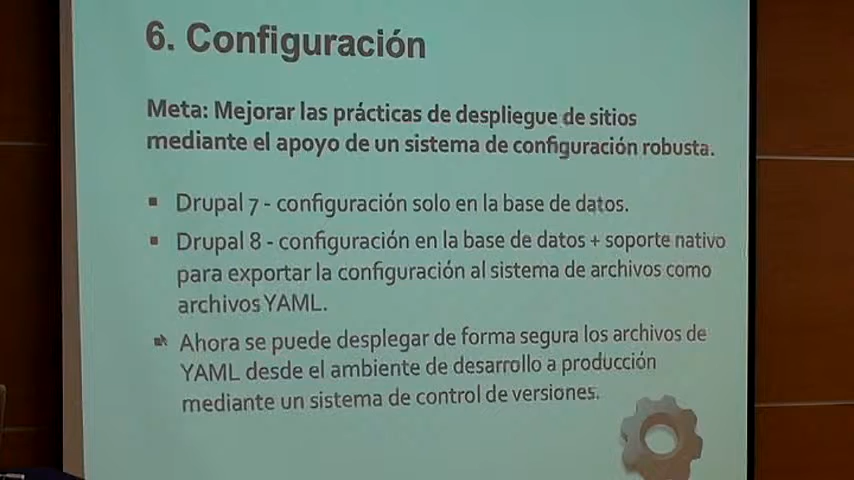 6. Configuración
Meta: Mejorar las prácticas de despliegue de sitios
mediante el apoyo de un sistema de configuración robusta.
▪ Drupal 7 - configuración solo en la base de datos.
▪ Drupal 8 - configuración en la base de datos + soporte nativo
para exportar la configuración al sistema de archivos como
archivos YAML.
Ahora se puede desplegar de forma segura los archivos de
YAML desde el ambiente de desarrollo a producción
mediante un sistema de control de versiones.